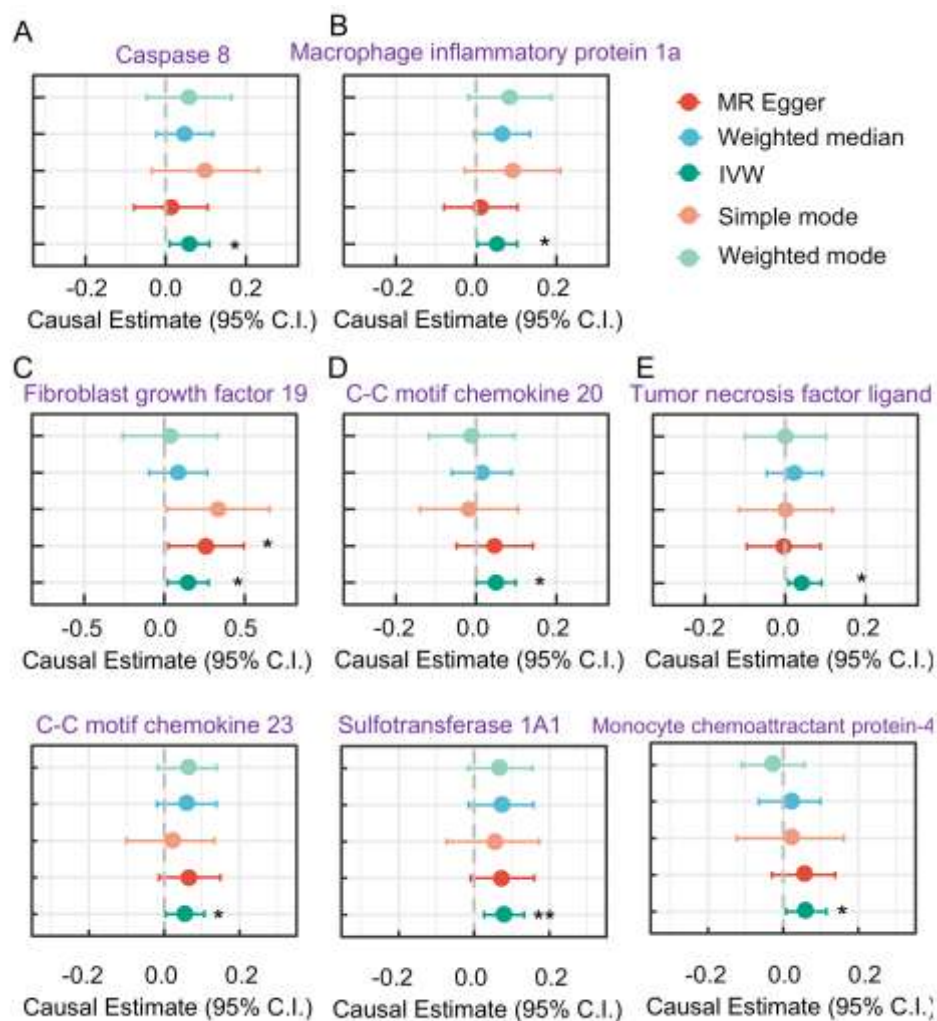 A
Caspase 8
B
Macrophage inflammatory protein 1a
MR Egger
Weighted median
IVW
Simple mode
Weighted mode
*
*
-0.2 0.0 0.2
Causal Estimate (95% C.I.)
-0.2 0.0 0.2
Causal Estimate (95% C.I.)
C
Fibroblast growth factor 19
D
C-C motif chemokine 20
E
Tumor necrosis factor ligand
*
*
*
*
-0.5 0.0 0.5
Causal Estimate (95% C.I.)
-0.2 0.0 0.2
Causal Estimate (95% C.I.)
-0.2 0.0 0.2
Causal Estimate (95% C.I.)
C-C motif chemokine 23
Sulfotransferase 1A1
Monocyte chemoattractant protein-4
*
**
*
-0.2 0.0 0.2
Causal Estimate (95% C.I.)
-0.2 0.0 0.2
Causal Estimate (95% C.I.)
-0.2 0.0 0.2
Causal Estimate (95% C.I.)